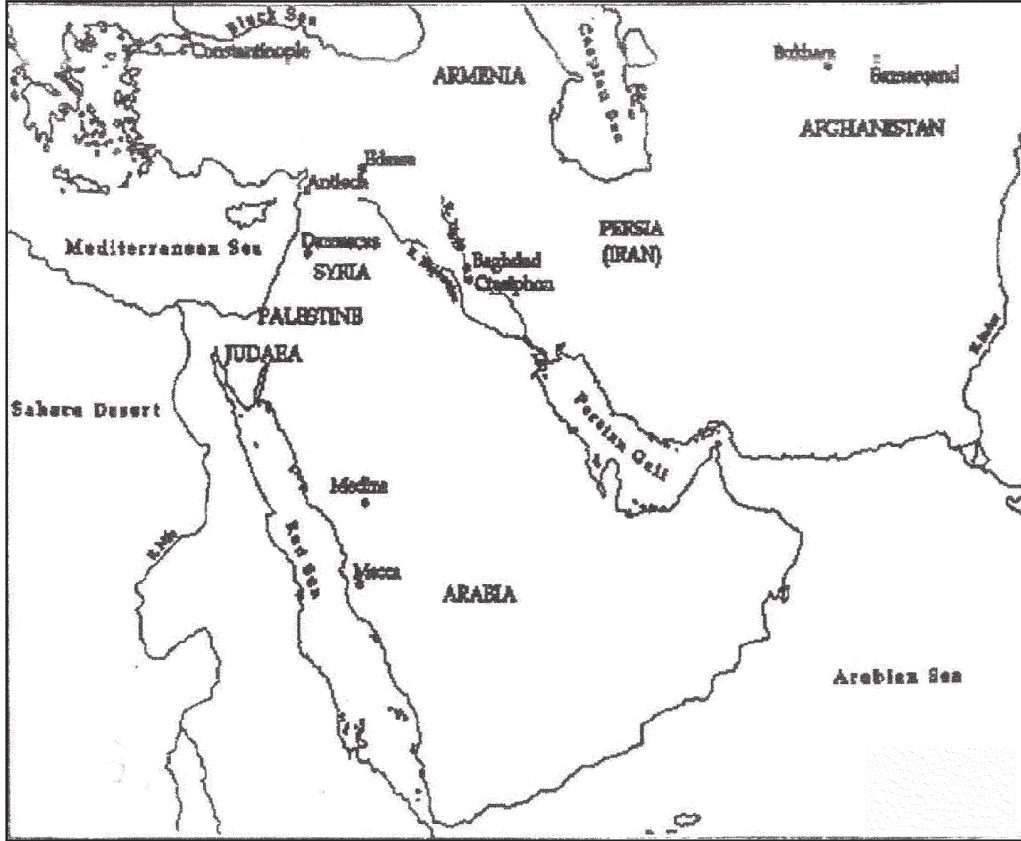 Black Sea
Constantinople
ARMENIA
Caspian Sea
Bukhara
Samarqand
AFGHANISTAN
Edessa
Antioch
Mediterranean Sea
Damascus
SYRIA
PERSIA
(IRAN)
Baghdad
Ctesiphon
PALESTINE
JUDAEA
Sahara Desert
Persian Gulf
Medina
R. Nile
Red Sea
Mecca
ARABIA
Arabian Sea